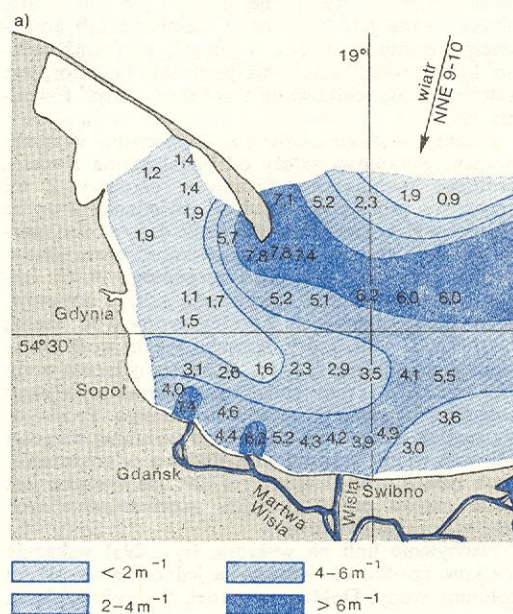 a)
19°
wiatr
NNE 9-10
1,2 1,4
1,4
1,9
1,9
7,1 5,2 2,3 1,9 0,9
5,7
7,8 7,8 7,4
1,1 1,7 5,2 5,1 6,2 6,0 6,0
1,5
Gdynia
54°30'
3,1 2,8 1,6 2,3 2,9 3,5 4,1 5,5
Sopot
4,0
4,6
3,6
4,4 5,2 4,3 4,2 3,9 4,9 3,0
Gdańsk
Martwa
Wisła
Wisła
Świbno
< 2 m⁻¹
4-6 m⁻¹
2-4 m⁻¹
> 6 m⁻¹